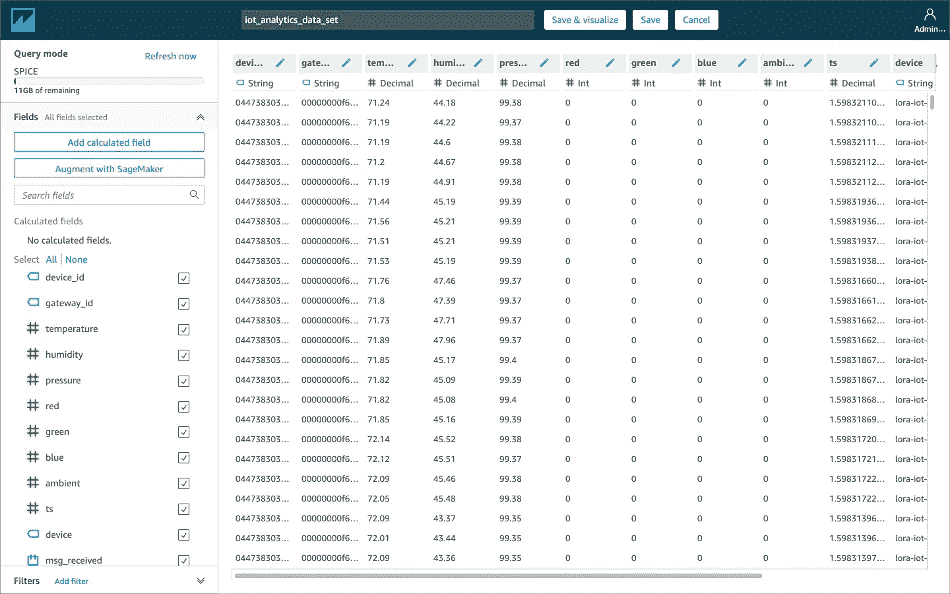 iot_analytics_data_set Save & visualize Save Cancel Admin...
Query mode Refresh now
SPICE
11GB of remaining
Fields All fields selected
Add calculated field
Augment with SageMaker
Search fields
Calculated fields
No calculated fields.
Select All None
device_id
gateway_id
temperature
humidity
pressure
red
green
blue
ambient
ts
device
msg_received
Filters Add filter
devi... gate... tem... humi... pres... red green blue ambi... ts device
String String Decimal Decimal Decimal Int Int Int Int Decimal String
044738303... 00000000f6... 71.24 44.18 99.38 0 0 0 0 1.59832110... lora-iot-
044738303... 00000000f6... 71.19 44.22 99.37 0 0 0 0 1.59832110... lora-iot-
044738303... 00000000f6... 71.19 44.6 99.38 0 0 0 0 1.59832111... lora-iot-
044738303... 00000000f6... 71.2 44.67 99.38 0 0 0 0 1.59832112... lora-iot-
044738303... 00000000f6... 71.19 44.91 99.38 0 0 0 0 1.59832112... lora-iot-
044738303... 00000000f6... 71.44 45.19 99.39 0 0 0 0 1.59831936... lora-iot-
044738303... 00000000f6... 71.56 45.21 99.39 0 0 0 0 1.59831936... lora-iot-
044738303... 00000000f6... 71.51 45.21 99.39 0 0 0 0 1.59831937... lora-iot-
044738303... 00000000f6... 71.53 45.19 99.39 0 0 0 0 1.59831938... lora-iot-
044738303... 00000000f6... 71.76 47.46 99.37 0 0 0 0 1.59831660... lora-iot-
044738303... 00000000f6... 71.8 47.39 99.37 0 0 0 0 1.59831661... lora-iot-
044738303... 00000000f6... 71.73 47.71 99.37 0 0 0 0 1.59831662... lora-iot-
044738303... 00000000f6... 71.89 47.96 99.37 0 0 0 0 1.59831662... lora-iot-
044738303... 00000000f6... 71.85 45.17 99.4 0 0 0 0 1.59831867... lora-iot-
044738303... 00000000f6... 71.82 45.09 99.39 0 0 0 0 1.59831867... lora-iot-
044738303... 00000000f6... 71.82 45.08 99.4 0 0 0 0 1.59831868... lora-iot-
044738303... 00000000f6... 71.85 45.16 99.39 0 0 0 0 1.59831869... lora-iot-
044738303... 00000000f6... 72.14 45.52 99.38 0 0 0 0 1.59831720... lora-iot-
044738303... 00000000f6... 72.12 45.51 99.37 0 0 0 0 1.59831721... lora-iot-
044738303... 00000000f6... 72.09 45.46 99.38 0 0 0 0 1.59831722... lora-iot-
044738303... 00000000f6... 72.05 45.48 99.38 0 0 0 0 1.59831722... lora-iot-
044738303... 00000000f6... 72.09 43.37 99.35 0 0 0 0 1.59831396... lora-iot-
044738303... 00000000f6... 72.01 43.44 99.35 0 0 0 0 1.59831396... lora-iot-
044738303... 00000000f6... 72.09 43.36 99.35 0 0 0 0 1.59831397... lora-iot-